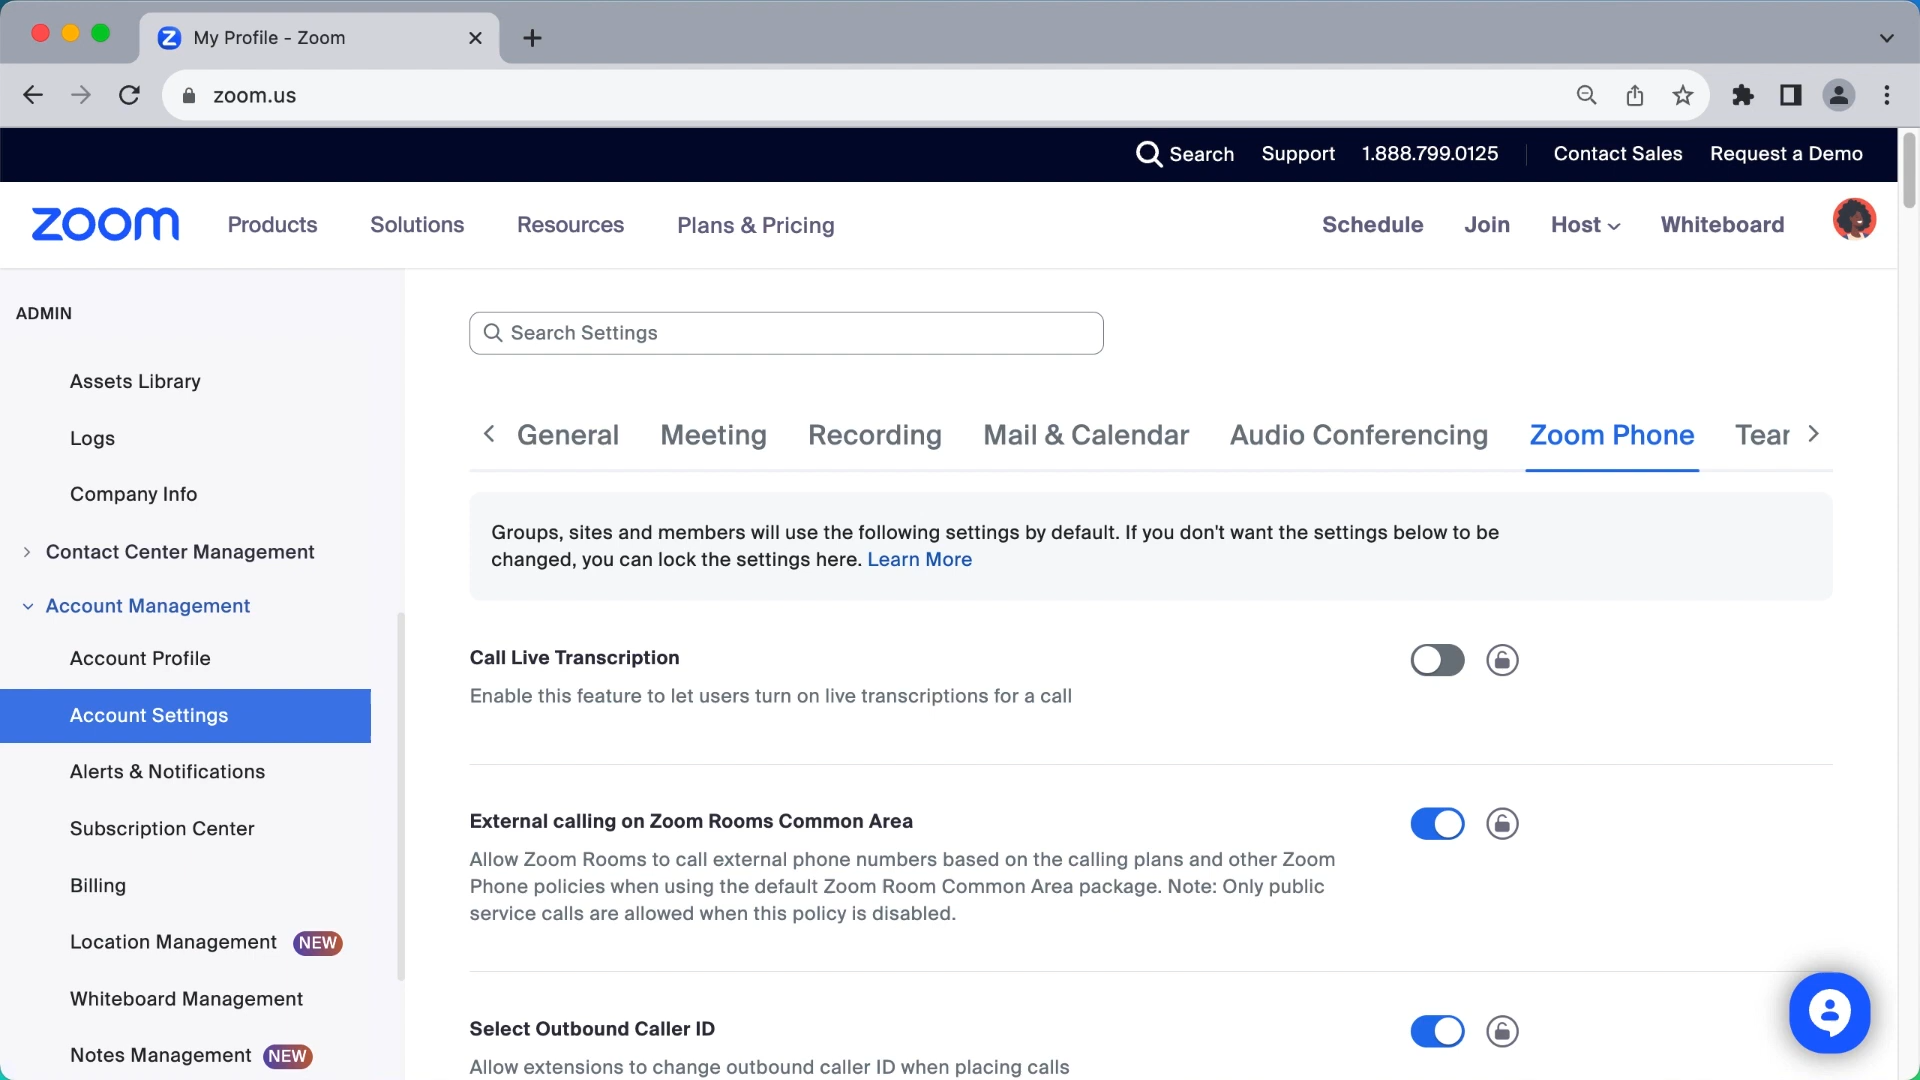 My Profile - Zoom
zoom.us
Search
Support
1.888.799.0125
Contact Sales
Request a Demo
zoom
Products
Solutions
Resources
Plans & Pricing
Schedule
Join
Host
Whiteboard
ADMIN
Assets Library
Logs
Company Info
Contact Center Management
Account Management
Account Profile
Account Settings
Alerts & Notifications
Subscription Center
Billing
Location Management NEW
Whiteboard Management
Notes Management NEW
Search Settings
General
Meeting
Recording
Mail & Calendar
Audio Conferencing
Zoom Phone
Tear
Groups, sites and members will use the following settings by default. If you don't want the settings below to be
changed, you can lock the settings here. Learn More
Call Live Transcription
Enable this feature to let users turn on live transcriptions for a call
External calling on Zoom Rooms Common Area
Allow Zoom Rooms to call external phone numbers based on the calling plans and other Zoom
Phone policies when using the default Zoom Room Common Area package. Note: Only public
service calls are allowed when this policy is disabled.
Select Outbound Caller ID
Allow extensions to change outbound caller ID when placing calls